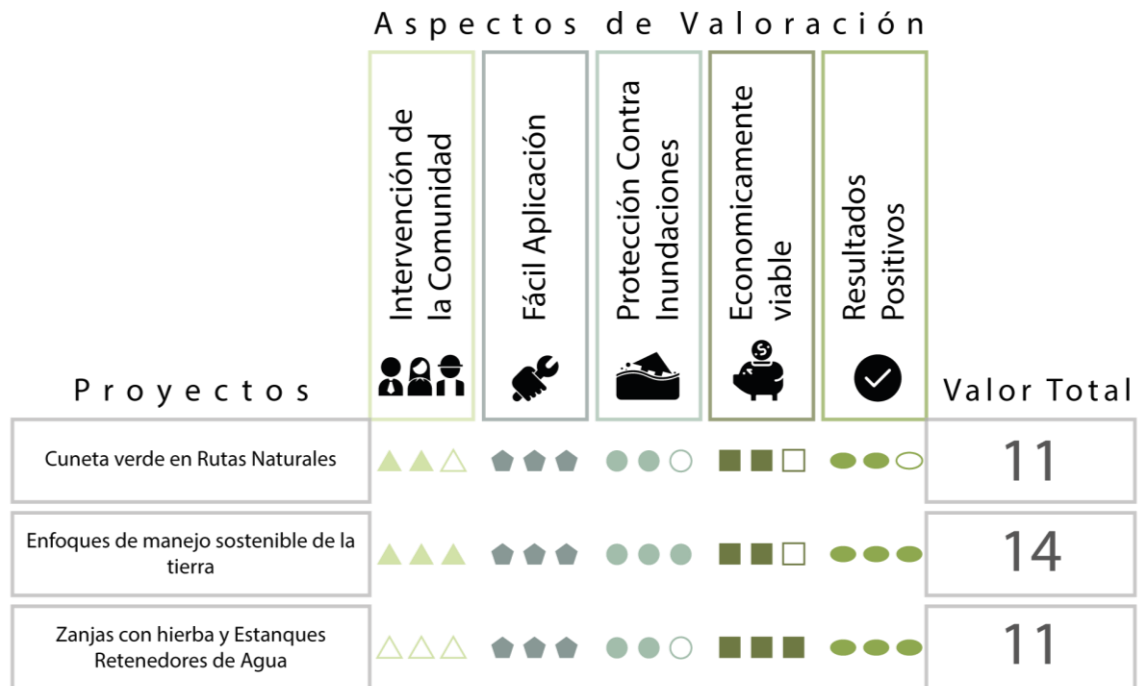 Aspectos de Valoración
Intervención de
la Comunidad
Fácil Aplicación
Protección Contra
Inundaciones
Economicamente
viable
Resultados
Positivos
Proyectos
Valor Total
Cuneta verde en Rutas Naturales
11
Enfoques de manejo sostenible de la
tierra
14
Zanjas con hierba y Estanques
Retenedores de Agua
11